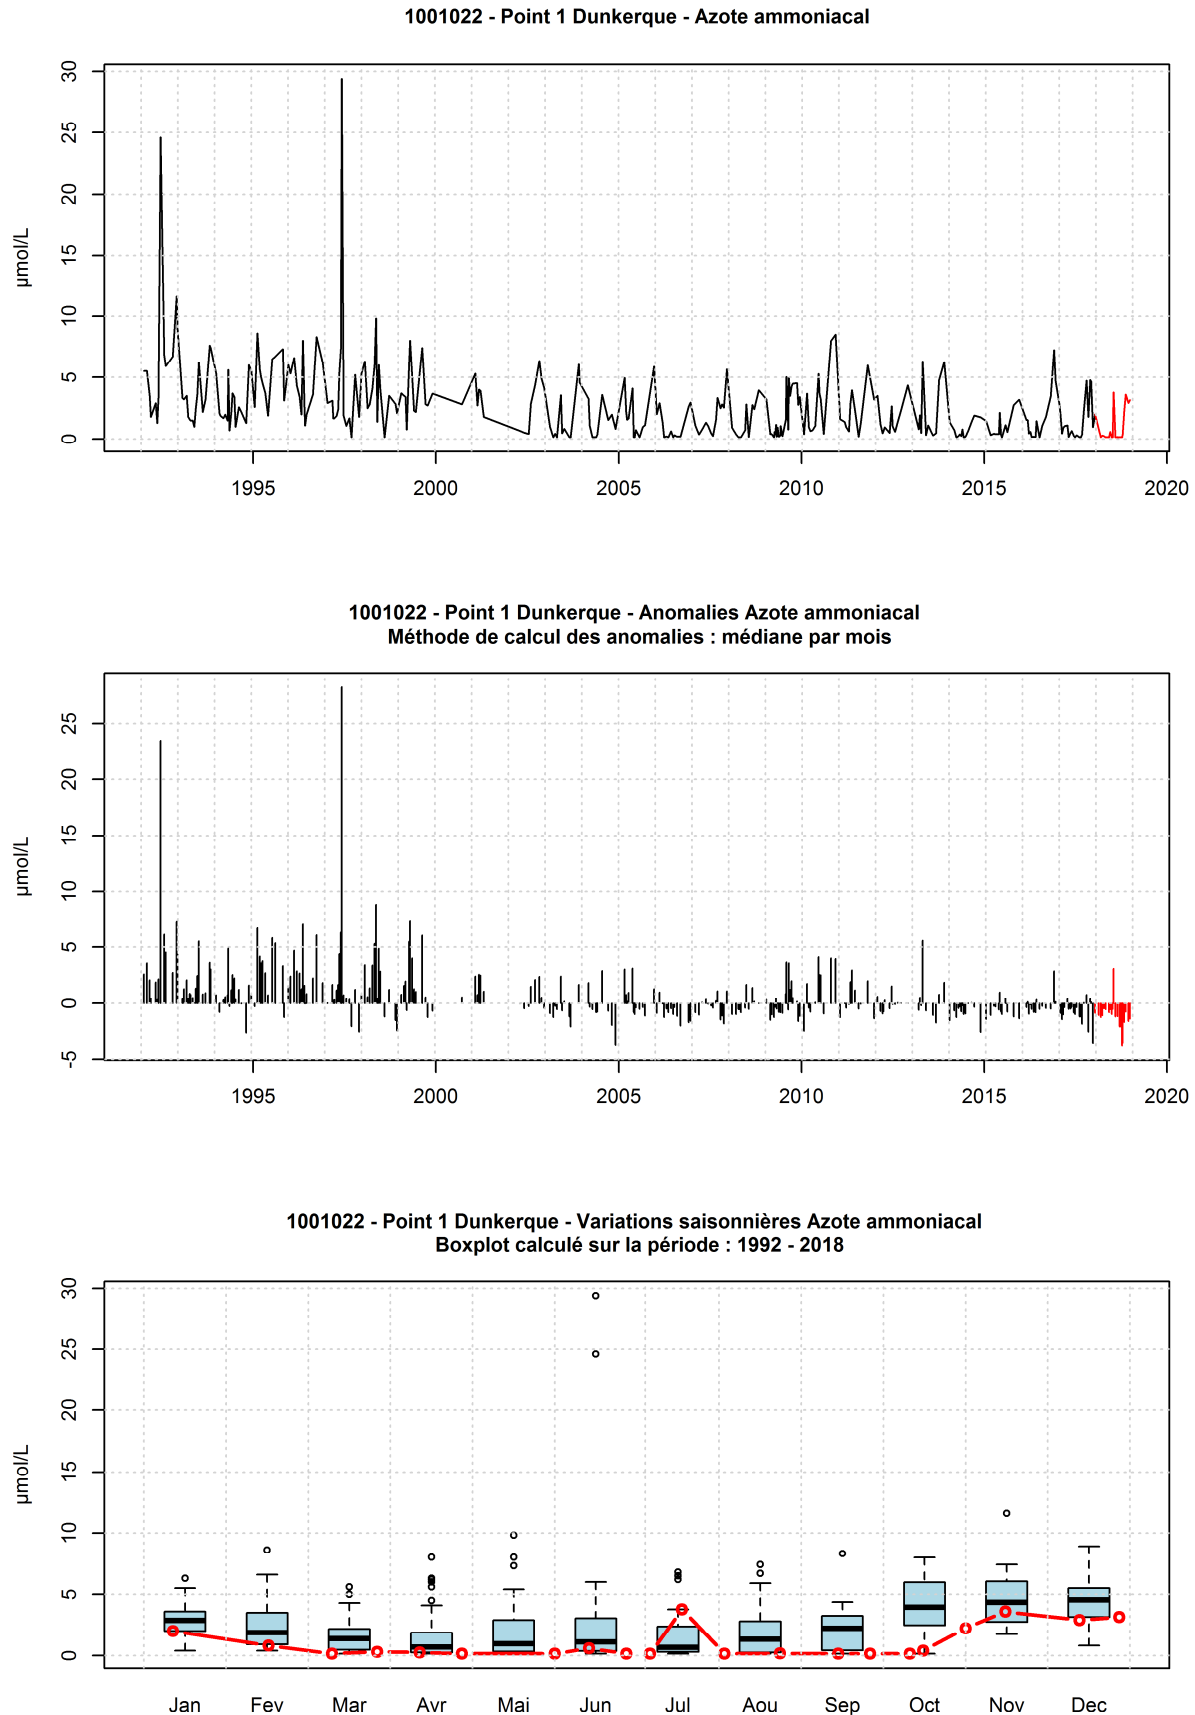 1001022 - Point 1 Dunkerque - Azote ammoniacal
30
25
20
15
10
5
0
µmol/L
1995 2000 2005 2010 2015 2020
1001022 - Point 1 Dunkerque - Anomalies Azote ammoniacal
Méthode de calcul des anomalies : médiane par mois
25
20
15
10
5
0
-5
µmol/L
1995 2000 2005 2010 2015 2020
1001022 - Point 1 Dunkerque - Variations saisonnières Azote ammoniacal
Boxplot calculé sur la période : 1992 - 2018
30
25
20
15
10
5
0
µmol/L
Jan Fev Mar Avr Mai Jun Jul Aou Sep Oct Nov Dec